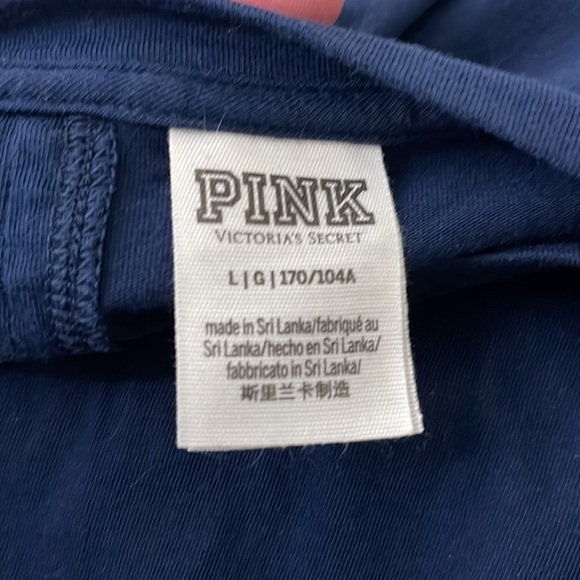 PINK
VICTORIA'S SECRET
L|G|170/104A
made in Sri Lanka/fabriqué au
Sri Lanka/hecho en Sri Lanka/
fabbricato in Sri Lanka/
斯里兰卡制造